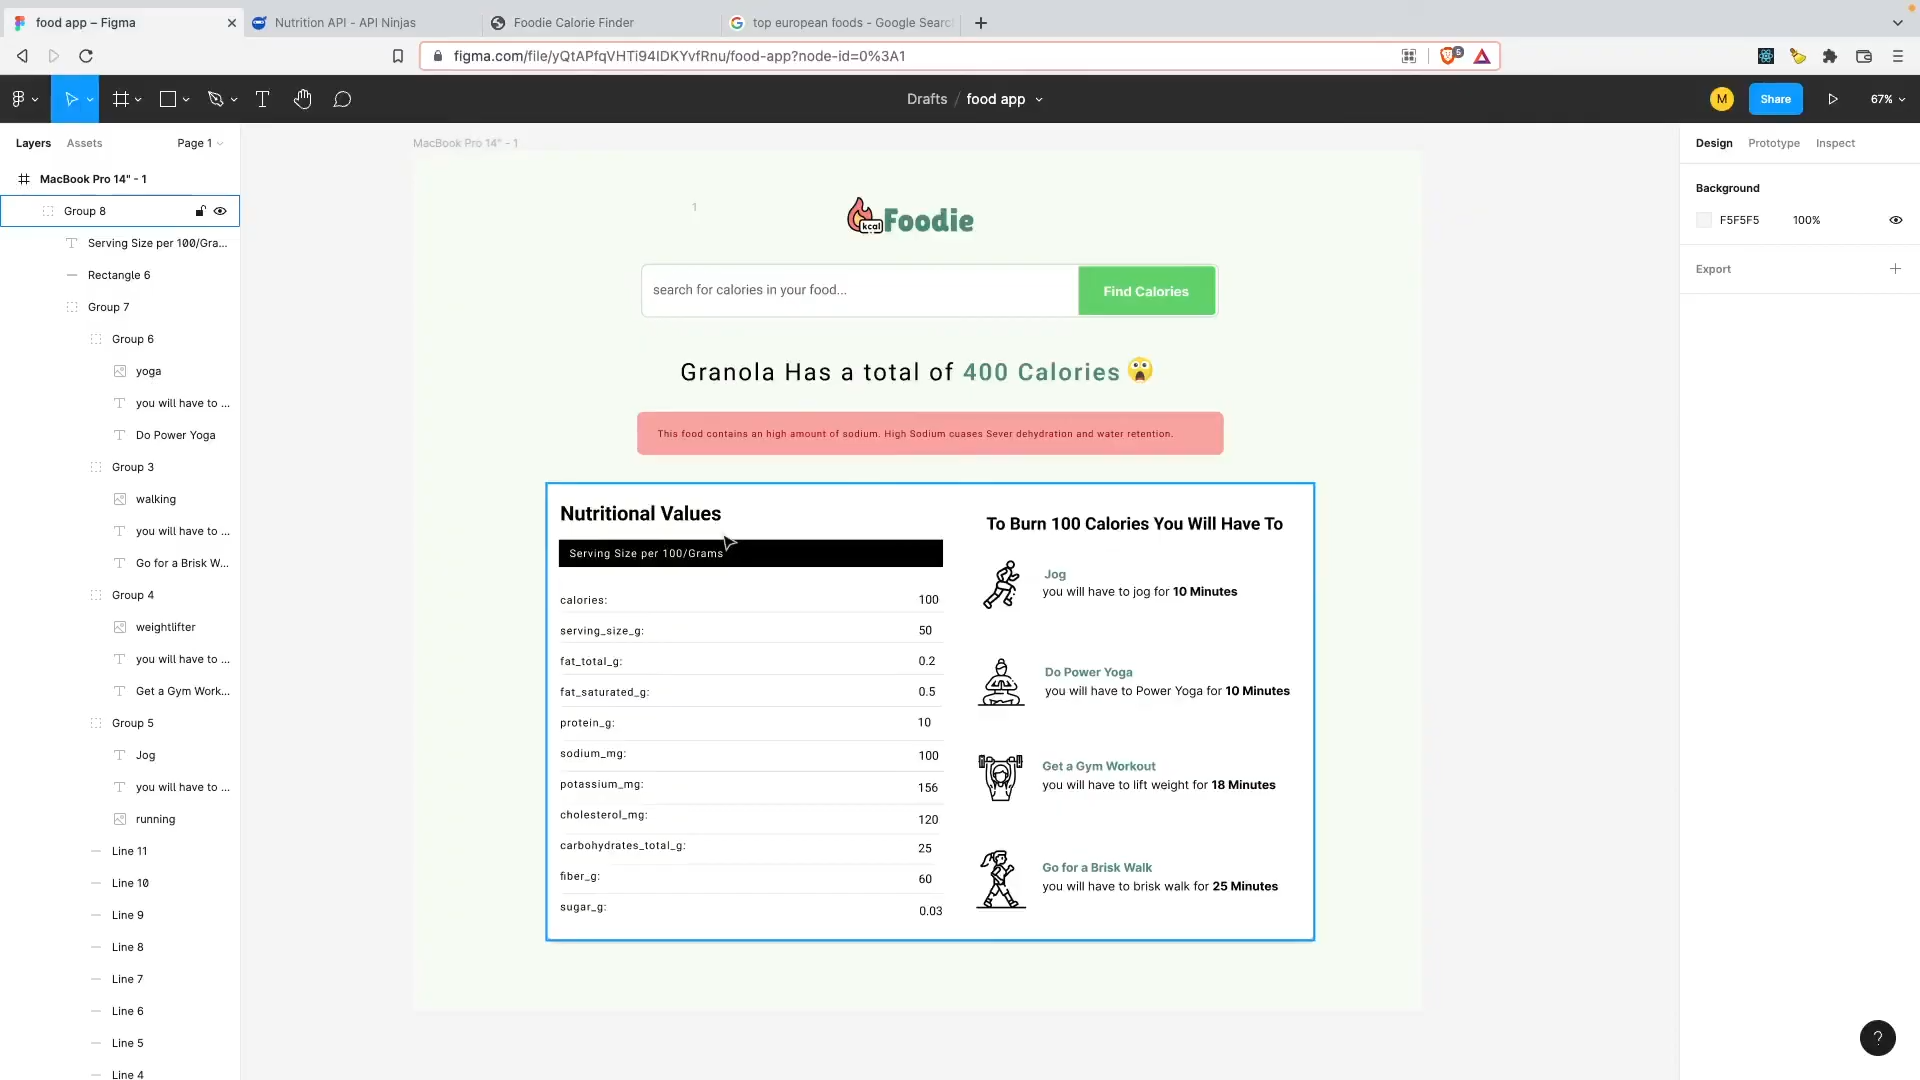 food app – Figma
Nutrition API - API Ninjas
Foodie Calorie Finder
top european foods - Google Searc
figma.com/file/yQtAPfqVHTi94IDKYvfRnu/food-app?node-id=0%3A1
5
Drafts / food app
M
Share
67%
Layers
Assets
Page 1
MacBook Pro 14" - 1
Group 8
Serving Size per 100/Gra...
Rectangle 6
Group 7
Group 6
yoga
you will have to ...
Do Power Yoga
Group 3
walking
you will have to ...
Go for a Brisk W...
Group 4
weightlifter
you will have to ...
Get a Gym Work...
Group 5
Jog
you will have to ...
running
Line 11
Line 10
Line 9
Line 8
Line 7
Line 6
Line 5
Line 4
MacBook Pro 14" - 1
1
kcal Foodie
search for calories in your food...
Find Calories
Granola Has a total of 400 Calories 😲
This food contains an high amount of sodium. High Sodium cuases Sever dehydration and water retention.
Nutritional Values
Serving Size per 100/Grams
calories: 100
serving_size_g: 50
fat_total_g: 0.2
fat_saturated_g: 0.5
protein_g: 10
sodium_mg: 100
potassium_mg: 156
cholesterol_mg: 120
carbohydrates_total_g: 25
fiber_g: 60
sugar_g: 0.03
To Burn 100 Calories You Will Have To
Jog
you will have to jog for 10 Minutes
Do Power Yoga
you will have to Power Yoga for 10 Minutes
Get a Gym Workout
you will have to lift weight for 18 Minutes
Go for a Brisk Walk
you will have to brisk walk for 25 Minutes
Design
Prototype
Inspect
Background
F5F5F5
100%
Export
?